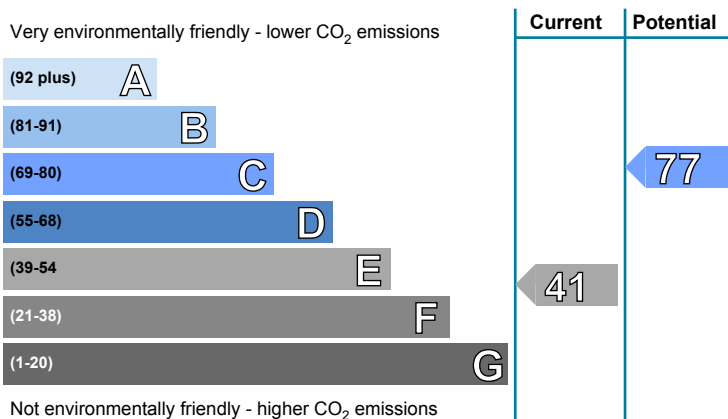 Current Potential
Very environmentally friendly - lower CO2 emissions
(92 plus) A
(81-91) B
(69-80) C
77
(55-68) D
(39-54 E
41
(21-38) F
(1-20) G
Not environmentally friendly - higher CO2 emissions